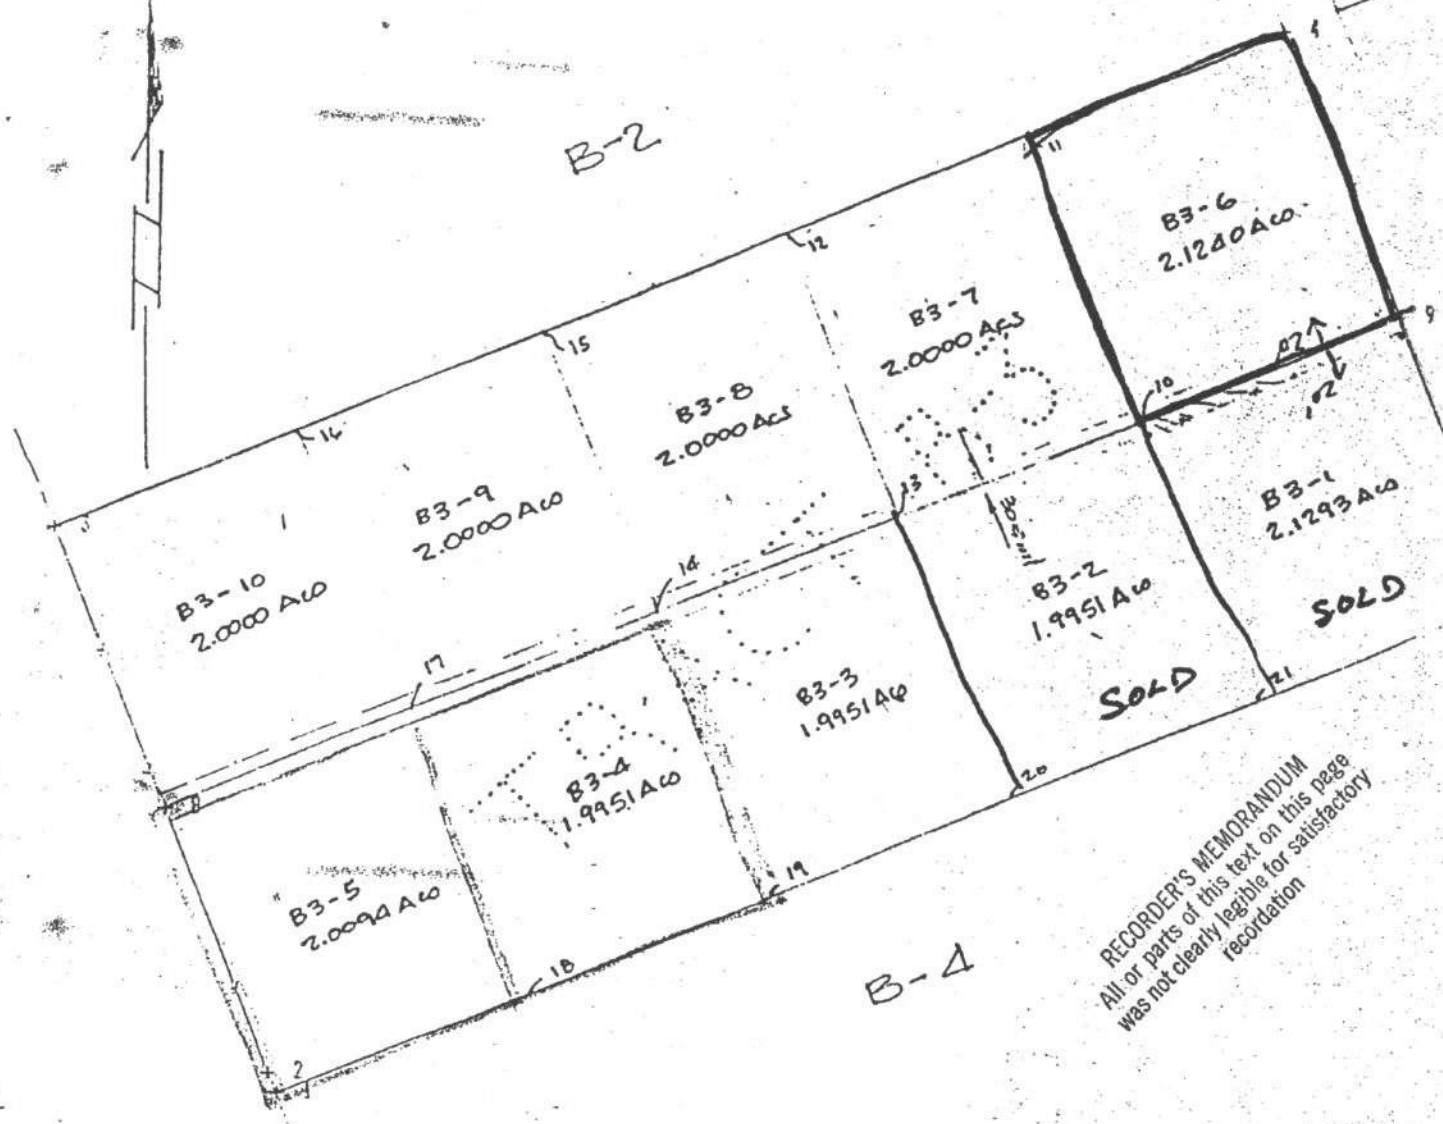 B-2
B3-6
2.1240 Acs
11
12
15
16
B3-7
2.0000 Acs
9
10
B3-8
2.0000 Acs
B3-9
2.0000 Acs
B3-10
2.0000 Acs
13
14
17
8
B3-1
2.1293 Acs
SOLD
B3-2
1.9951 Acs
SOLD
B3-3
1.9951 Acs
B3-4
1.9951 Acs
B3-5
2.0094 Acs
21
20
19
18
2
B-4
RECORDER'S MEMORANDUM
All or parts of this text on this page
was not clearly legible for satisfactory
recordation